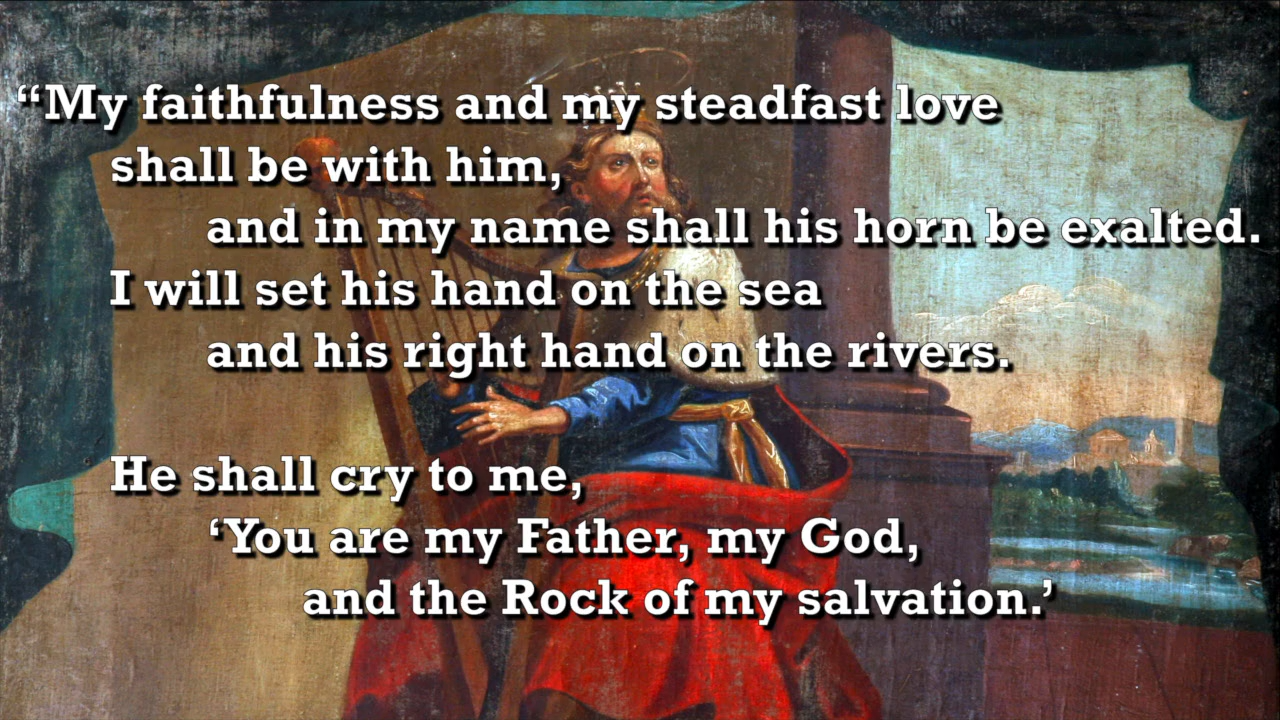 “My faithfulness and my steadfast love
shall be with him,
and in my name shall his horn be exalted.
I will set his hand on the sea
and his right hand on the rivers.
He shall cry to me,
‘You are my Father, my God,
and the Rock of my salvation.’